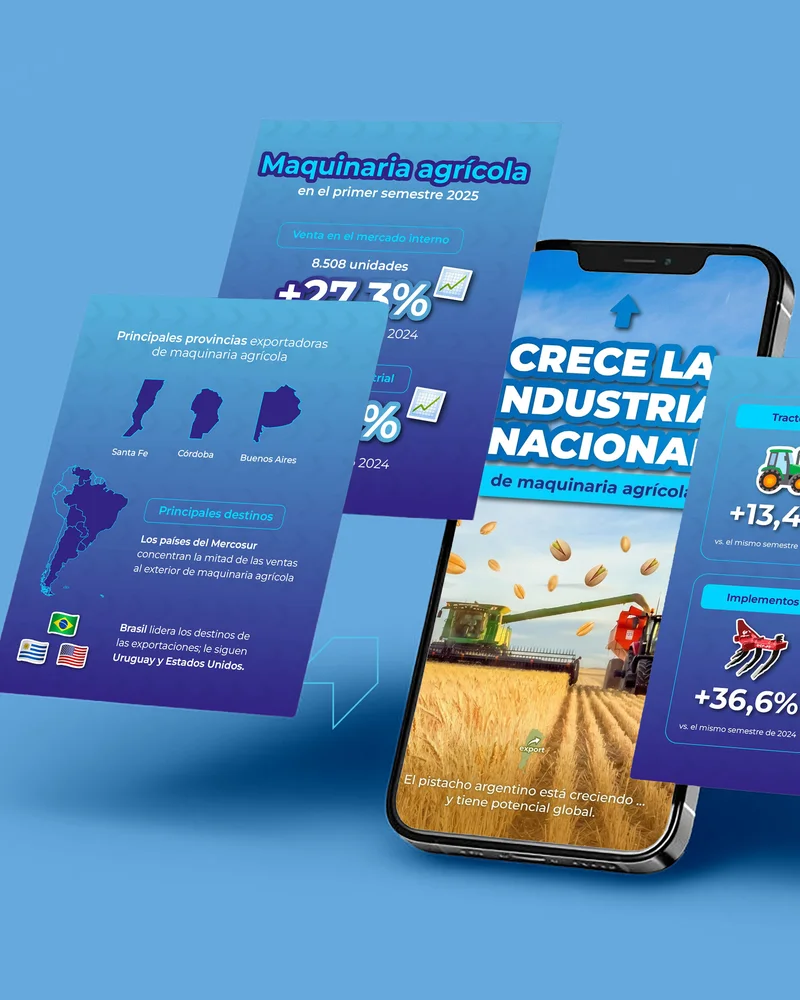 Maquinaria agrícola
en el primer semestre 2025
Venta en el mercado interno
8.508 unidades
+27,3%
2024
%
2024
Principales provincias exportadoras
de maquinaria agrícola
Santa Fe
Córdoba
Buenos Aires
Principales destinos
Los países del Mercosur
concentran la mitad de las ventas
al exterior de maquinaria agrícola
Brasil lidera los destinos de
las exportaciones; le siguen
Uruguay y Estados Unidos.
CRECE LA
INDUSTRIA
NACIONAL
de maquinaria agrícola
export
El pistacho argentino está creciendo ...
y tiene potencial global.
+13,4
vs. el mismo semestre
Implementos
+36,6%
vs. el mismo semestre de 2024